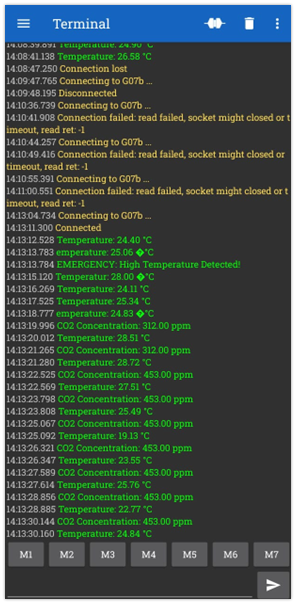 Terminal
14:08:39.891 Temperature: 24.90 °C
14:08:41.138 Temperature: 26.58 °C
14:08:47.250 Connection lost
14:09:47.765 Connecting to G07b ...
14:09:48.195 Disconnected
14:10:36.739 Connecting to G07b ...
14:10:41.908 Connection failed: read failed, socket might closed or t
imeout, read ret: -1
14:10:44.257 Connecting to G07b ...
14:10:49.416 Connection failed: read failed, socket might closed or
timeout, read ret: -1
14:10:55.391 Connecting to G07b ...
14:11:00.551 Connection failed: read failed, socket might closed or t
imeout, read ret: -1
14:13:04.734 Connecting to G07b ...
14:13:11.300 Connected
14:13:12.528 Temperature: 24.40 °C
14:13:13.783 emperature: 25.06 �°C
14:13:13.784 EMERGENCY: High Temperature Detected!
14:13:15.120 Temperatur: 28.00 �°C
14:13:16.269 Temperature: 24.11 °C
14:13:17.525 Temperature: 25.34 °C
14:13:18.777 emperature: 24.83 �°C
14:13:19.996 CO2 Concentration: 312.00 ppm
14:13:20.012 Temperature: 28.51 °C
14:13:21.265 CO2 Concentration: 312.00 ppm
14:13:21.280 Temperature: 28.72 °C
14:13:22.525 CO2 Concentration: 453.00 ppm
14:13:22.569 Temperature: 27.51 °C
14:13:23.798 CO2 Concentration: 453.00 ppm
14:13:23.808 Temperature: 25.49 °C
14:13:25.067 CO2 Concentration: 453.00 ppm
14:13:25.092 Temperature: 19.13 °C
14:13:26.321 CO2 Concentration: 453.00 ppm
14:13:26.347 Temperature: 23.55 °C
14:13:27.589 CO2 Concentration: 453.00 ppm
14:13:27.614 Temperature: 25.76 °C
14:13:28.856 CO2 Concentration: 453.00 ppm
14:13:28.885 Temperature: 22.77 °C
14:13:30.144 CO2 Concentration: 453.00 ppm
14:13:30.160 Temperature: 24.84 °C
M1 M2 M3 M4 M5 M6 M7